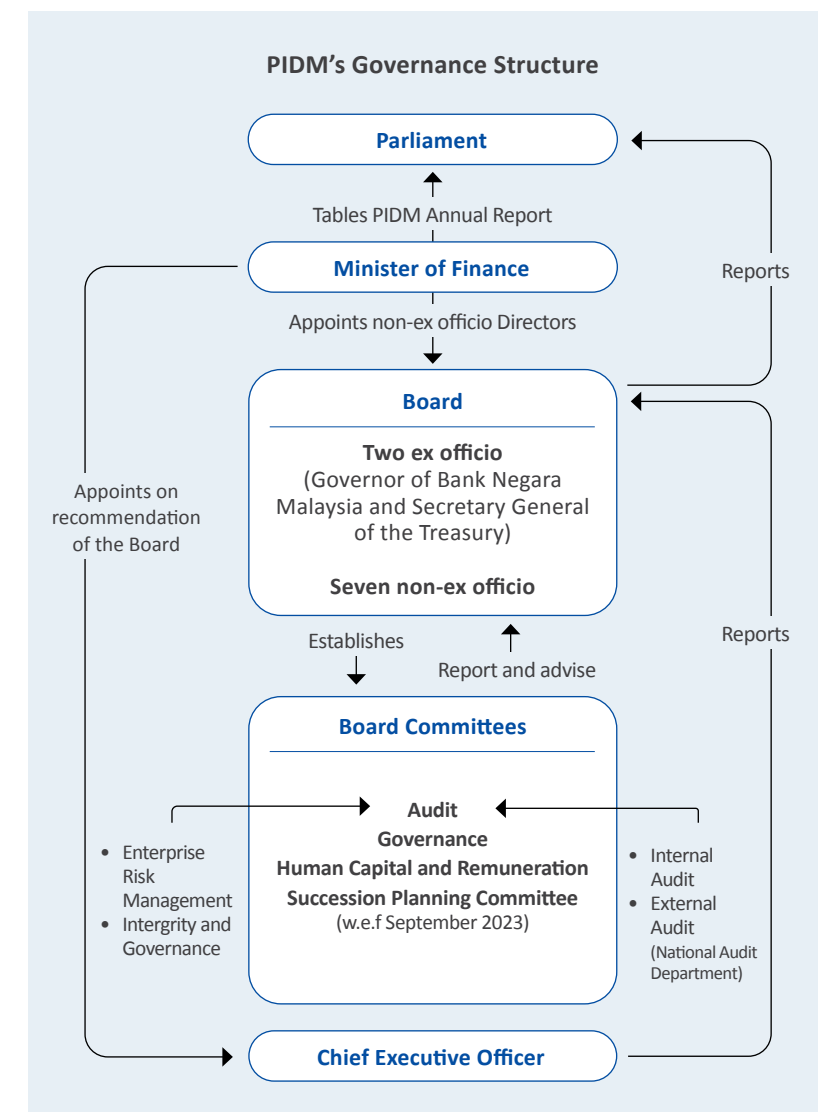 PIDM’s Governance Structure
Parliament
Tables PIDM Annual Report
Minister of Finance
Reports
Appoints non-ex officio Directors
Board
Two ex officio
(Governor of Bank Negara
Malaysia and Secretary General
of the Treasury)
Seven non-ex officio
Appoints on
recommendation
of the Board
Establishes
Report and advise
Reports
Board Committees
Audit
Governance
Human Capital and Remuneration
Succession Planning Committee
(w.e.f September 2023)
• Enterprise
Risk
Management
• Intergrity and
Governance
• Internal
Audit
• External
Audit
(National Audit
Department)
Chief Executive Officer